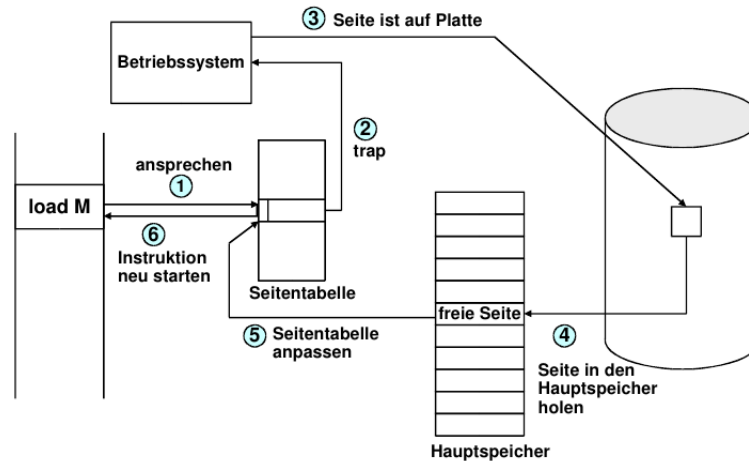 3 Seite ist auf Platte
Betriebssystem
2
trap
ansprechen
1
load M
6
Instruktion
neu starten
Seitentabelle
freie Seite
5 Seitentabelle
anpassen
4
Seite in den
Hauptspeicher
holen
Hauptspeicher